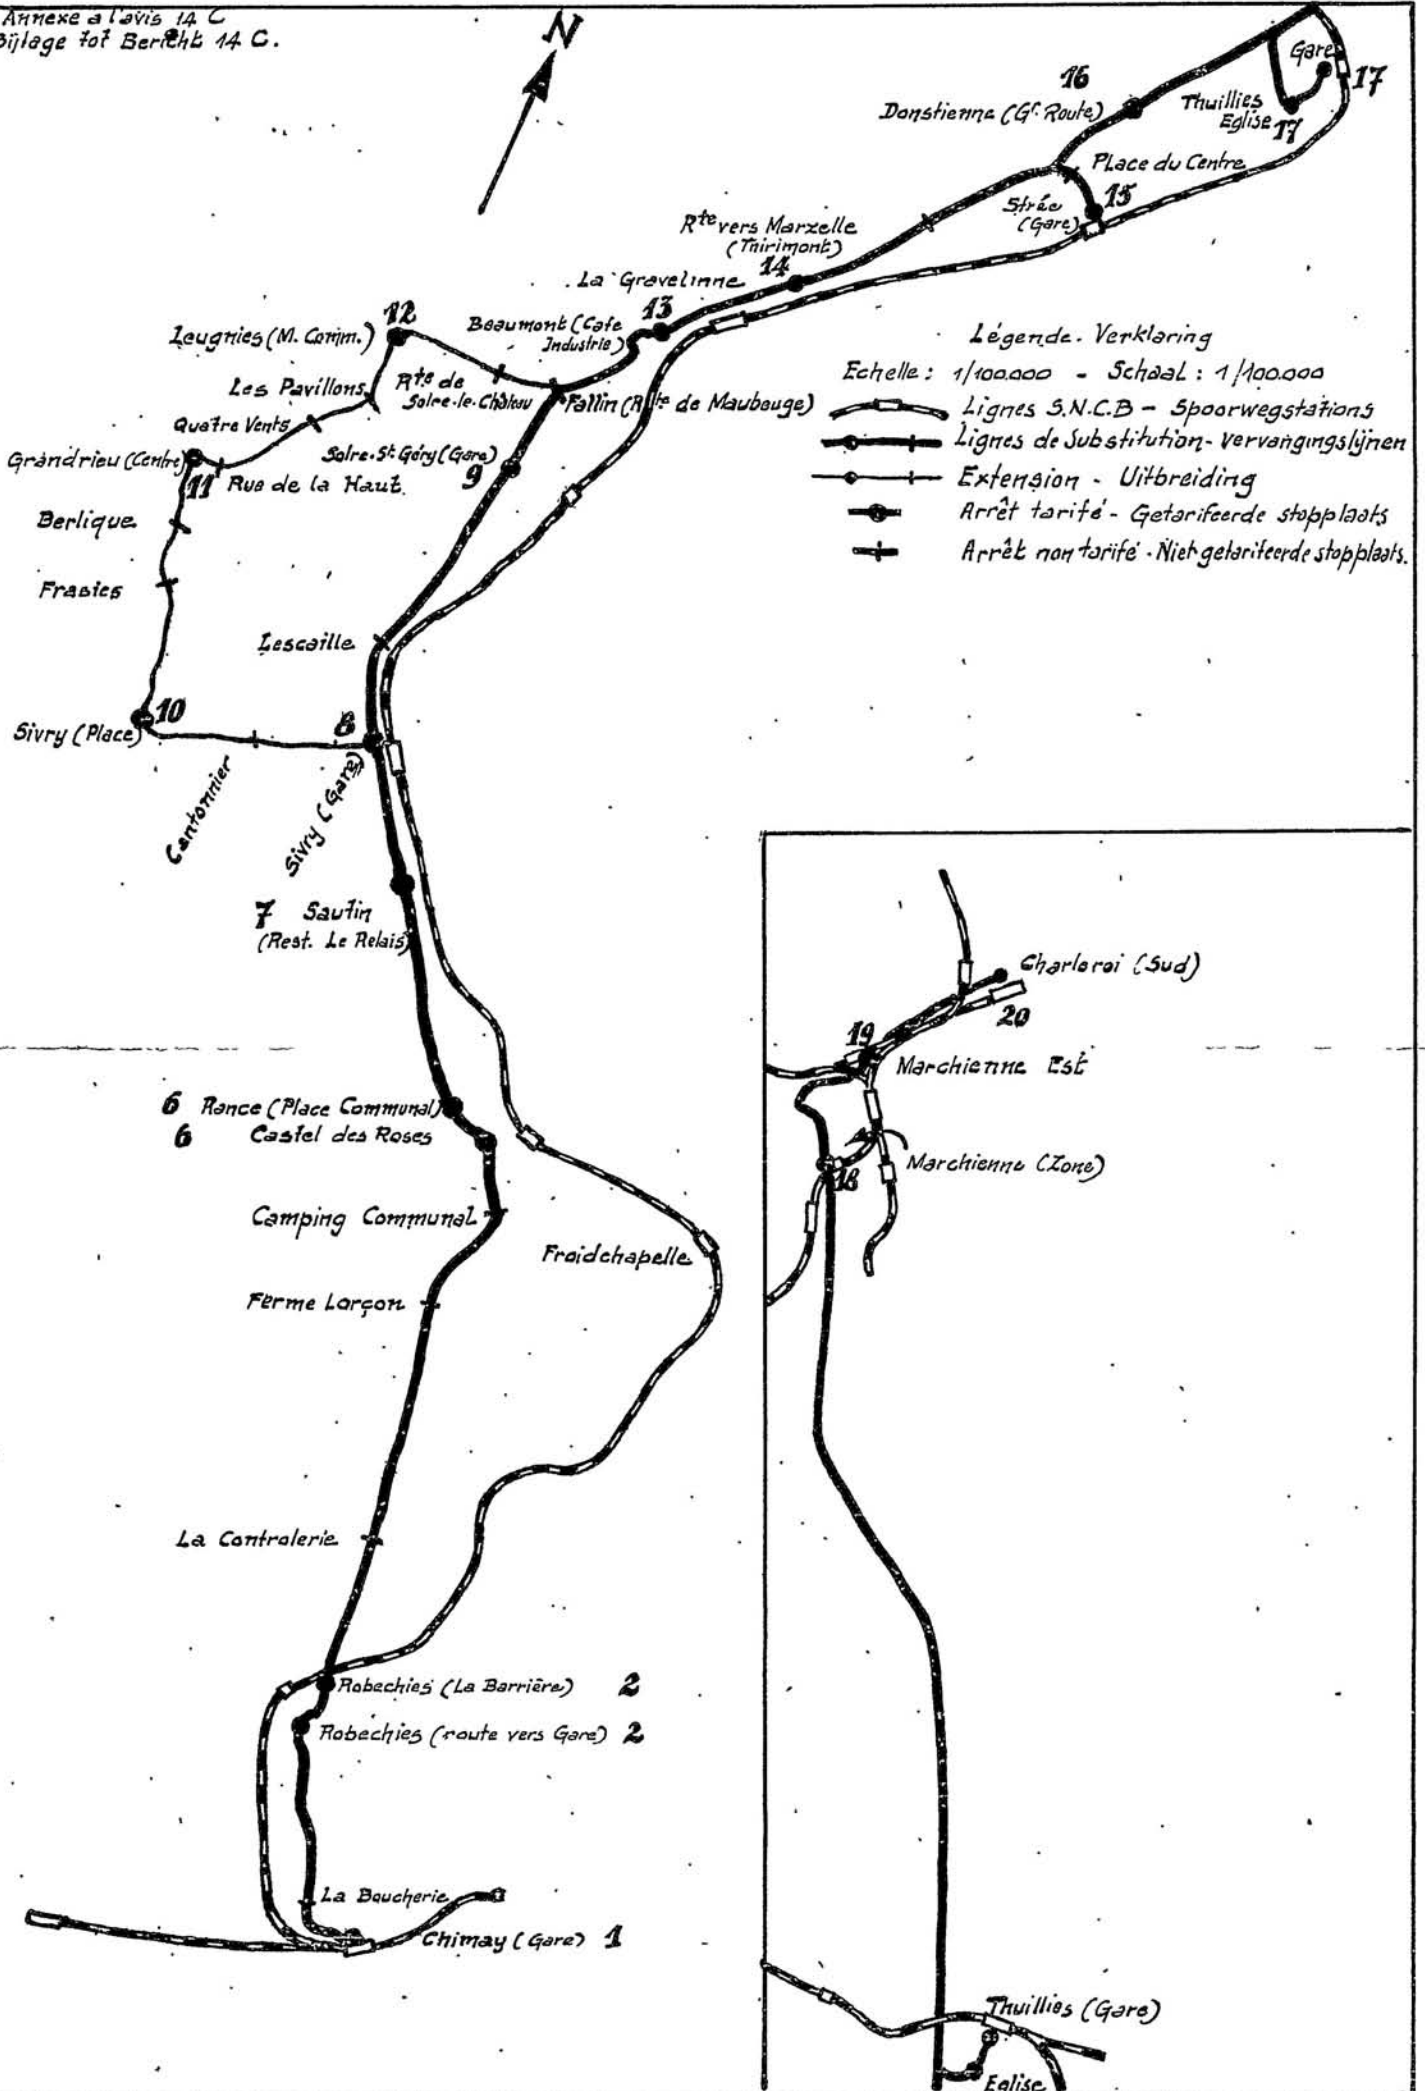 Annexe a l'avis 14 C
Bijlage tot Bericht 14 C.
N
Gare
17
16
Donstienne (Gr. Route)
Thuillies
Eglise 17
Place du Centre
15
Strée
(Gare)
Rte vers Marzelle
(Thirimont)
14
La Gravelinne
13
Beaumont (Cafe
Industrie)
12
Leugnies (M. Comm.)
Les Pavillons
Rte de
Solre-le-Château
Fallin (Rte de Maubeuge)
Quatre Vents
Grandrieu (Centre)
11
Rue de la Haut.
Solre-St-Géry (Gare)
9
Berlique
Frasies
Lescaille
10
Sivry (Place)
8
Cantonnier
Sivry (Gare)
Légende. Verklaring
Echelle: 1/100.000 - Schaal: 1/100.000
Lignes S.N.C.B - Spoorwegstations
Lignes de Substitution - Vervangingslijnen
Extension - Uitbreiding
Arrêt tarifé - Getarifeerde stopplaats
Arrêt non tarifé - Niet getarifeerde stopplaats.
7 Sautin
(Rest. Le Relais)
6 Rance (Place Communal)
6 Castel des Roses
Camping Communal
Froidchapelle
Ferme Lorçon
La Controlerie
Robechies (La Barrière) 2
Robechies (route vers Gare) 2
La Boucherie
Chimay (Gare) 1
Charleroi (Sud)
20
19
Marchienne Est
Marchienne (Zone)
18
Thuillies (Gare)
Eglise